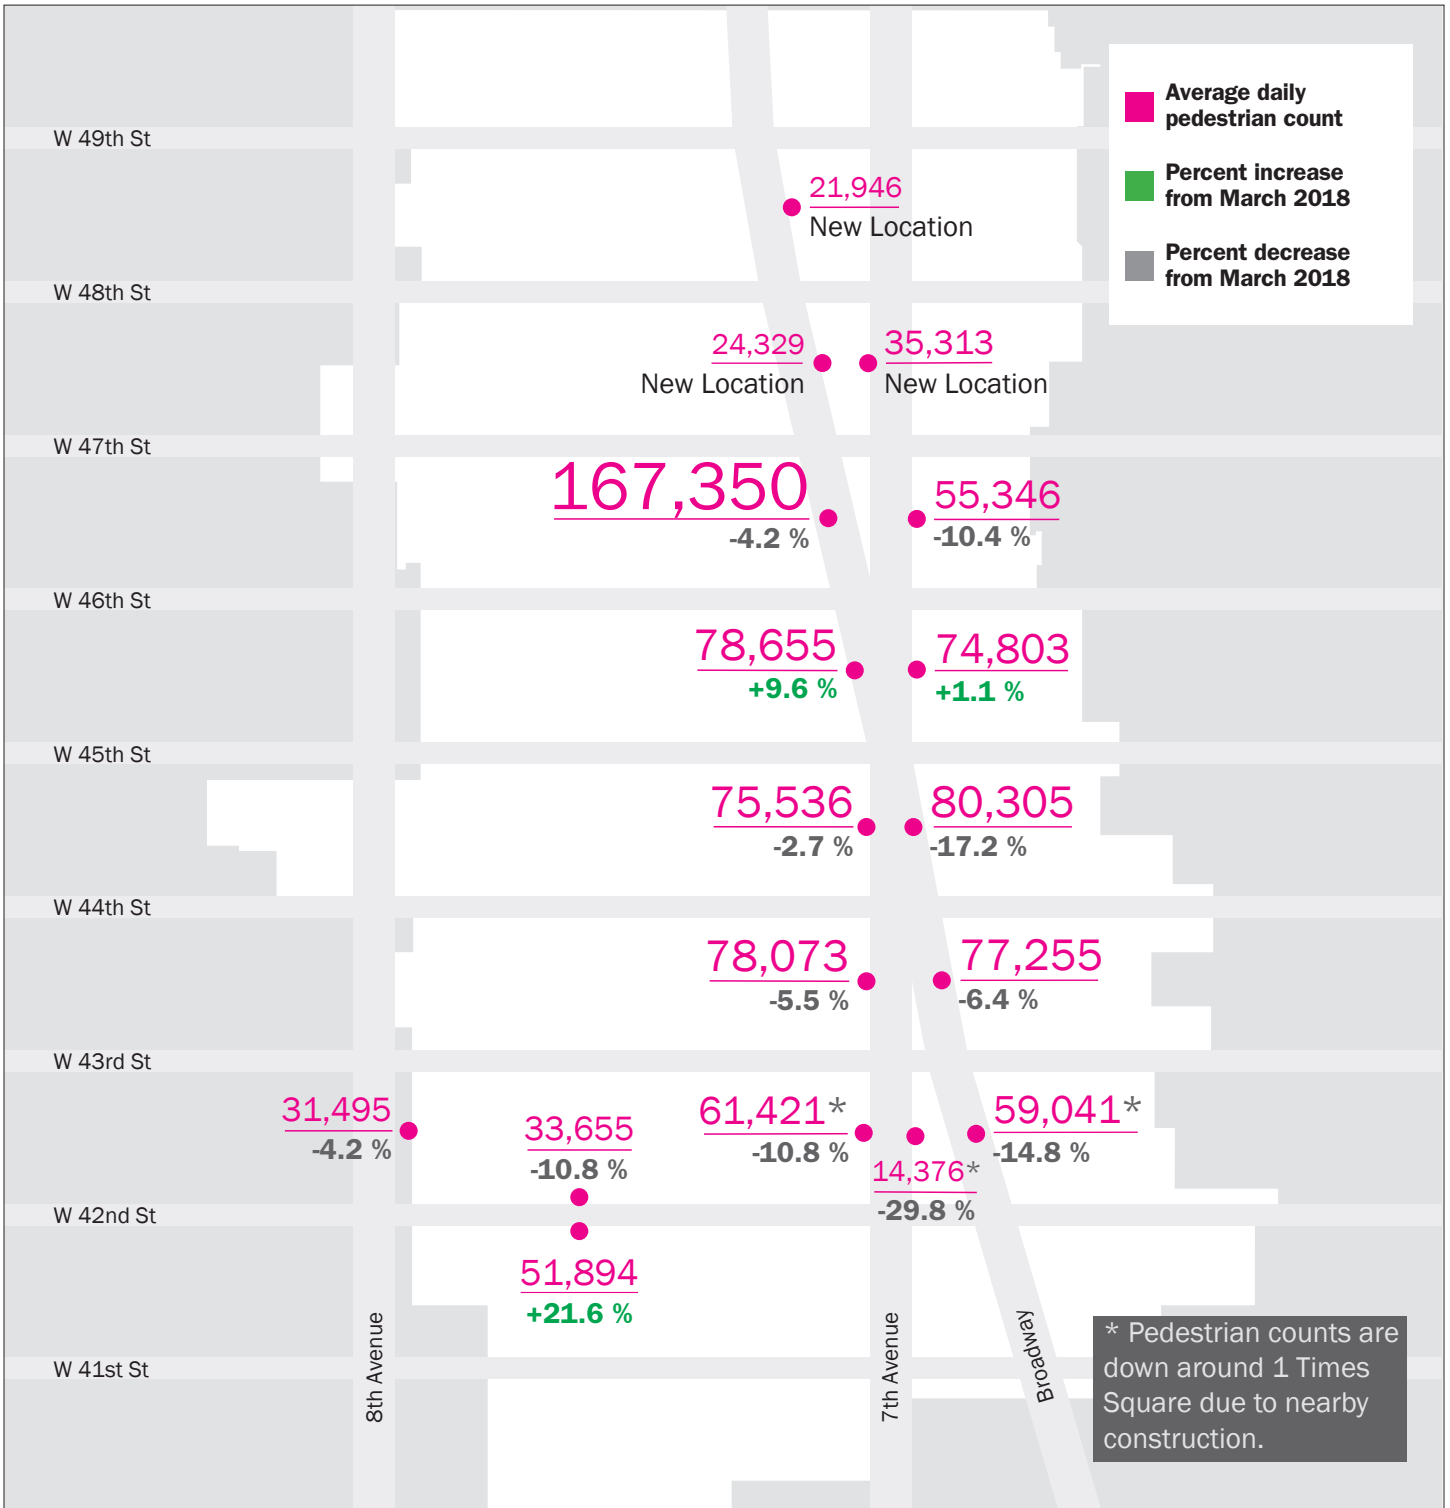 Average daily
pedestrian count
Percent increase
from March 2018
Percent decrease
from March 2018
W 49th St
21,946
New Location
W 48th St
24,329
New Location
35,313
New Location
W 47th St
167,350
-4.2 %
55,346
-10.4 %
W 46th St
78,655
+9.6 %
74,803
+1.1 %
W 45th St
75,536
-2.7 %
80,305
-17.2 %
W 44th St
78,073
-5.5 %
77,255
-6.4 %
W 43rd St
31,495
-4.2 %
33,655
-10.8 %
61,421*
-10.8 %
14,376*
-29.8 %
59,041*
-14.8 %
W 42nd St
51,894
+21.6 %
W 41st St
8th Avenue
7th Avenue
Broadway
* Pedestrian counts are
down around 1 Times
Square due to nearby
construction.